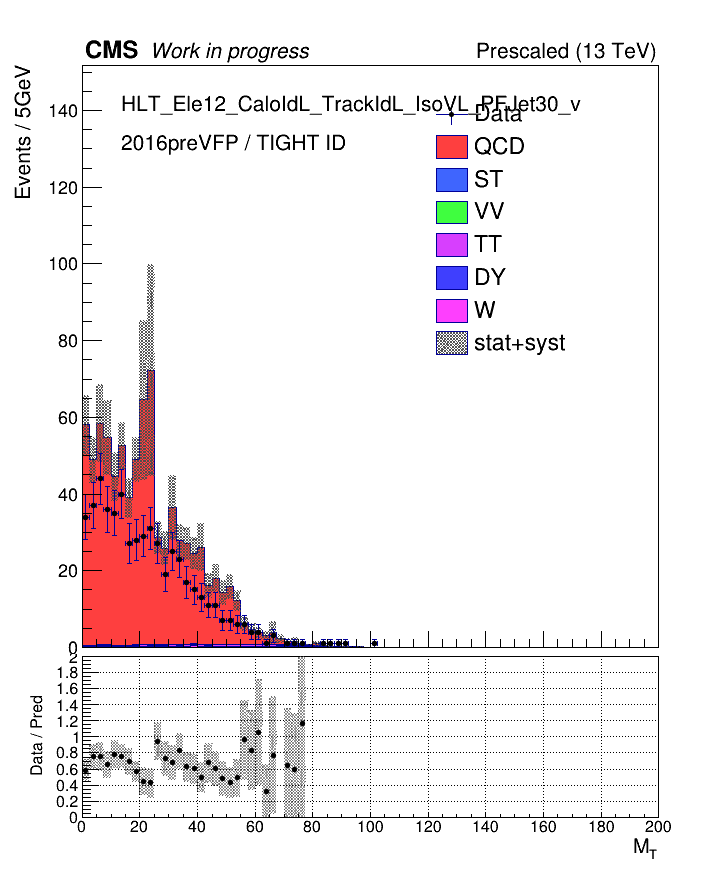 CMS Work in progress Prescaled (13 TeV)
Events / 5GeV
HLT_Ele12_CaloIdL_TrackIdL_IsoVL_PFJet30_v
2016preVFP / TIGHT ID
Data
QCD
ST
VV
TT
DY
W
stat+syst
140
120
100
80
60
40
20
0
Data / Pred
2
1.8
1.6
1.4
1.2
1
0.8
0.6
0.4
0.2
0
0 20 40 60 80 100 120 140 160 180 200
M_T